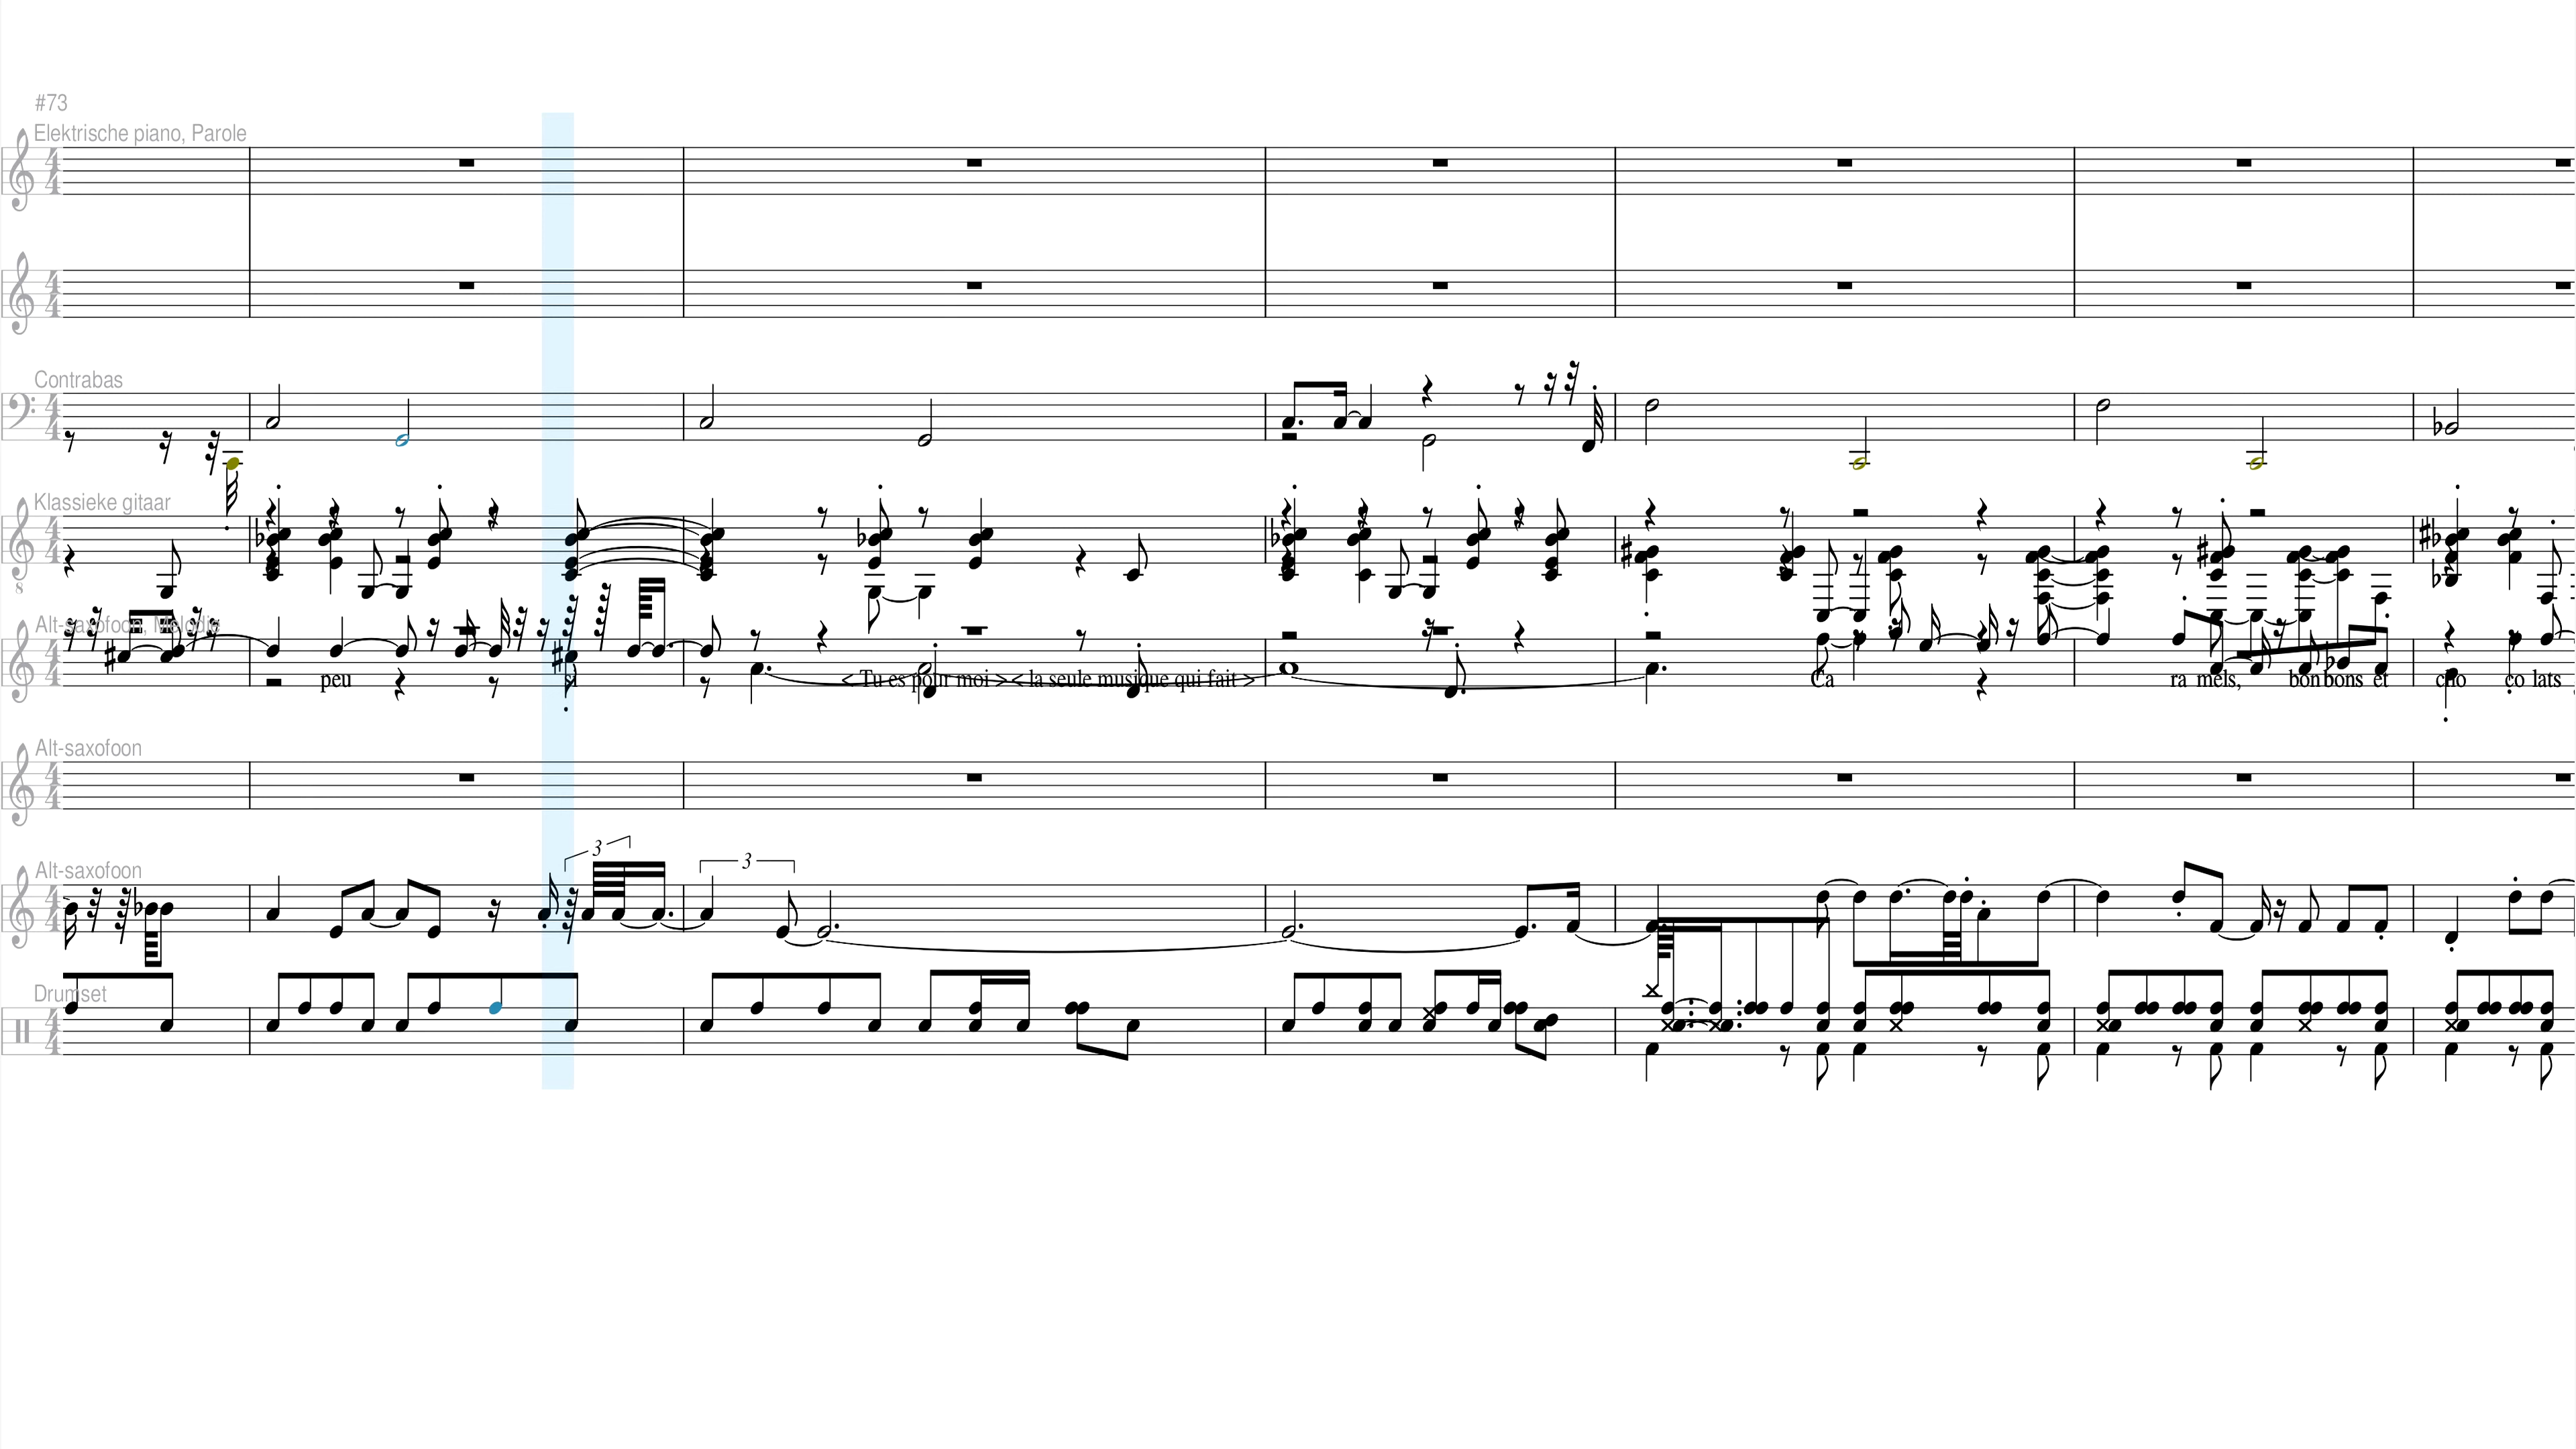 #73
Elektrische piano, Parole
Contrabas
Klassieke gitaar
Alt-saxofoon, Melodie
peu si < Tu es pour moi > < la seule musique qui fait > Ca ra mels, bon bons et cho co lats
Alt-saxofoon
Alt-saxofoon
3 3
Drumset